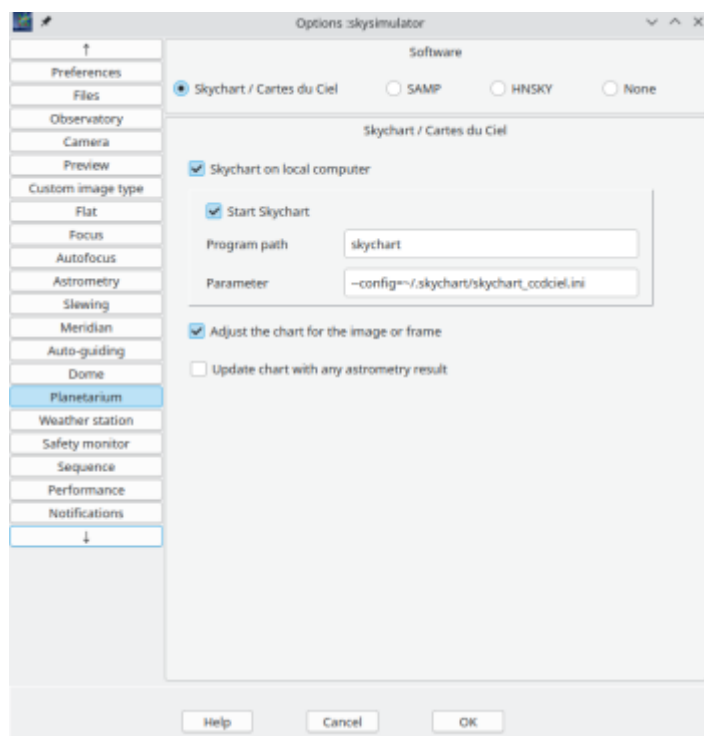 Options :skysimulator
↑
Preferences
Files
Observatory
Camera
Preview
Custom image type
Flat
Focus
Autofocus
Astrometry
Slewing
Meridian
Auto-guiding
Dome
Planetarium
Weather station
Safety monitor
Sequence
Performance
Notifications
↓
Software
Skychart / Cartes du Ciel SAMP HNSKY None
Skychart / Cartes du Ciel
Skychart on local computer
Start Skychart
Program path skychart
Parameter --config=~/.skychart/skychart_ccdciel.ini
Adjust the chart for the image or frame
Update chart with any astrometry result
Help Cancel OK